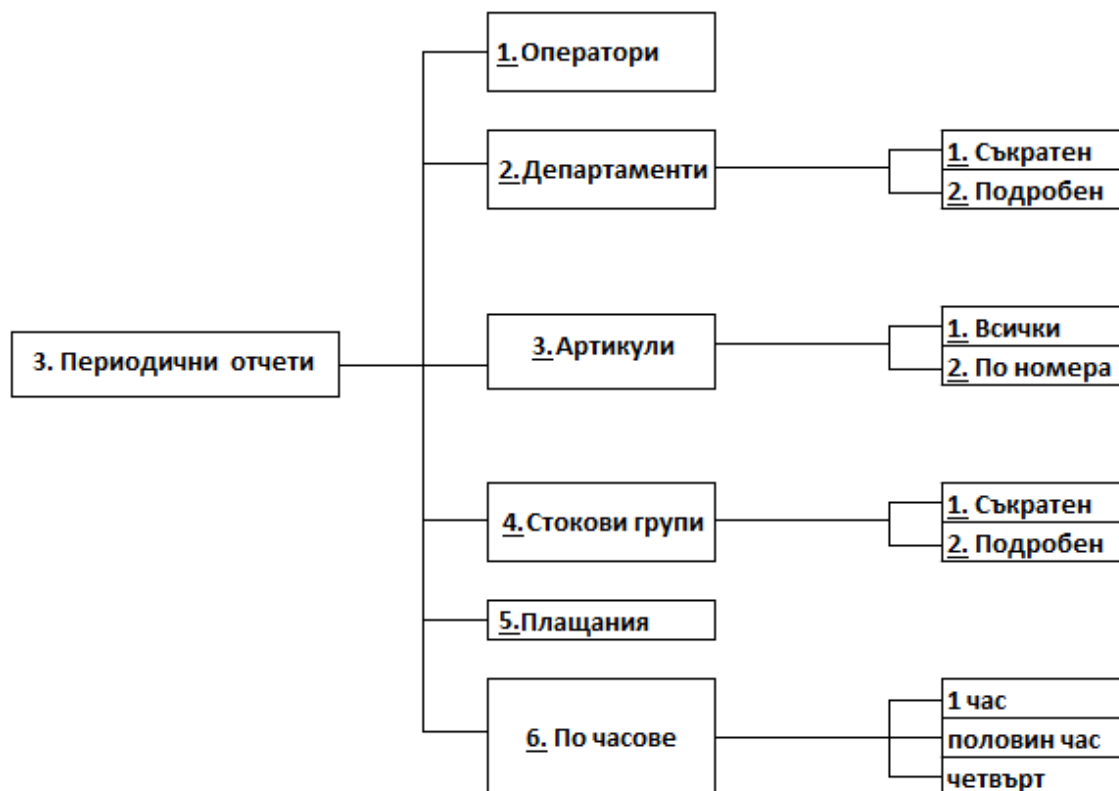 3. Периодични отчети
1.Оператори
2.Департаменти
1. Съкратен
2. Подробен
3.Артикули
1. Всички
2. По номера
4.Стокови групи
1. Съкратен
2. Подробен
5.Плащания
6. По часове
1 час
половин час
четвърт